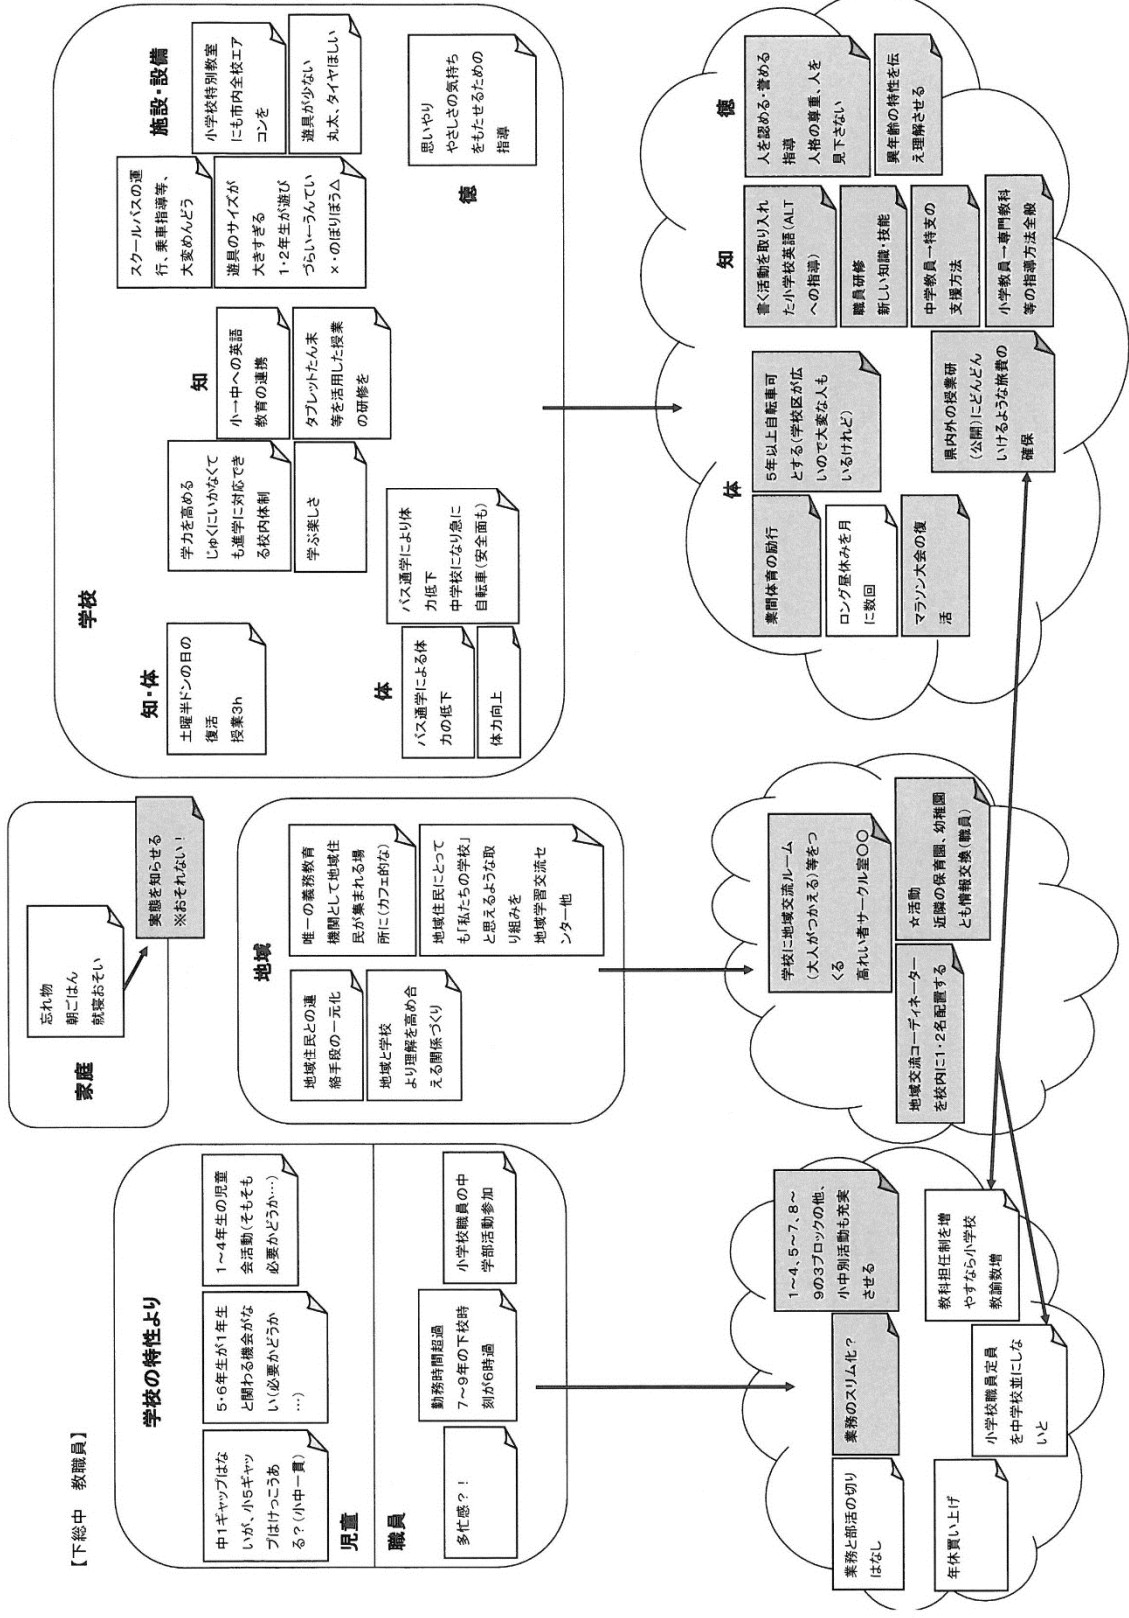 【下総中　教職員】
学校の特性より
中1ギャップはな
いが、小5ギャッ
プはけっこうあ
る？(小中一貫)
5・6年生が1年生
と関わる機会がな
い(必要かどうか
…)
1～4年生の児童
会活動(そもそも
必要かどうか…)
児童
職員
多忙感？！
勤務時間超過
7～9年の下校時
刻が6時過
小学校職員の中
学部活動参加
業務と部活の切り
はなし
業務のスリム化？
1～4、5～7、8～
9の3ブロックの他、
小中別活動も充実
させる
年休買い上げ
小学校職員定員
を中学校並にしな
いと
教科担任制を増
やすなら小学校
教諭数増
家庭
忘れ物
朝ごはん
就寝おそい
実態を知らせる
※おそれない！
地域
地域住民との連
絡手段の一元化
唯一の義務教育
機関として地域住
民が集まれる場
所に(カフェ的な)
地域と学校
より理解を高め合
える関係づくり
地域住民にとって
も「私たちの学校」
と思えるような取
り組みを
地域学習交流セ
ンター他
学校に地域交流ルーム
(大人がつかえる)等をつ
くる
高れい者サークル室〇〇
地域交流コーディネーター
を校内に1・2名配置する
☆活動
近隣の保育園、幼稚園
とも情報交換(職員)
学校
知・体
土曜半ドンの日の
復活
授業3h
知
学力を高める
じゅくにいかなくて
も進学に対応でき
る校内体制
小→中への英語
教育の連携
学ぶ楽しさ
タブレットたん末
等を活用した授業
の研修を
施設・設備
スクールバスの運
行、乗車指導等、
大変めんどう
小学校特別教室
にも市内全校エア
コンを
遊具のサイズが
大きすぎる
1・2年生が遊び
づらい←うんてい
×・のぼりぼう△
遊具が少ない
丸太、タイヤほしい
体
バス通学による体
力の低下
バス通学により体
力低下
中学校になり急に
自転車(安全面も)
体力向上
徳
思いやり
やさしさの気持ち
をもたせるための
指導
体
業間体育の励行
5年以上自転車可
とする(学校区が広
いので大変な人も
いるけれど)
ロング昼休みを月
に数回
マラソン大会の復
活
県内外の授業研
(公開)にどんどん
いけるような旅費の
確保
知
書く活動を取り入れ
た小学校英語(ALT
への指導)
職員研修
新しい知識・技能
中学教員→特支の
支援方法
小学教員→専門教科
等の指導方法全般
徳
人を認める・誉める
指導
人格の尊重、人を
見下さない
異年齢の特性を伝
え理解させる